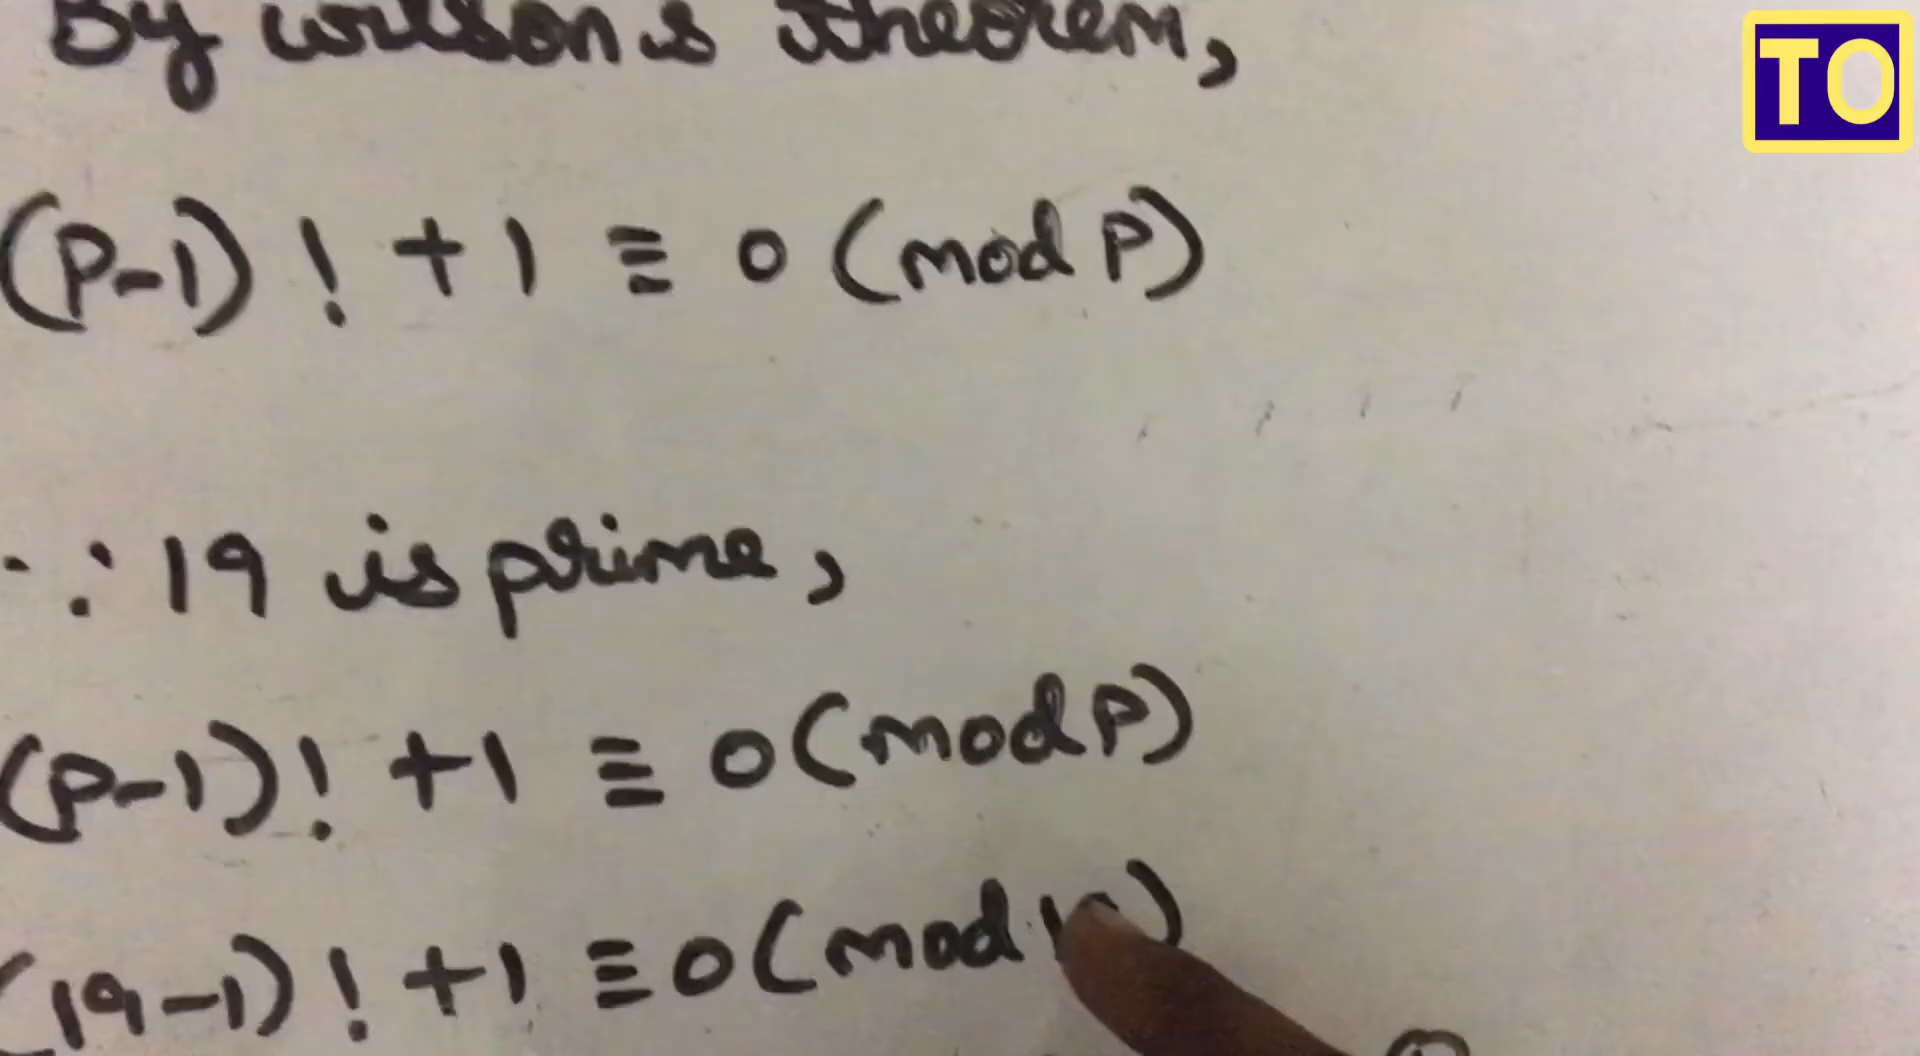 TO
By wilson's theorem,
(P-1)! +1 ≡ 0 (mod P)
∵ 19 is prime,
(P-1)! +1 ≡ 0 (mod P)
(19-1)! +1 ≡ 0 (mod